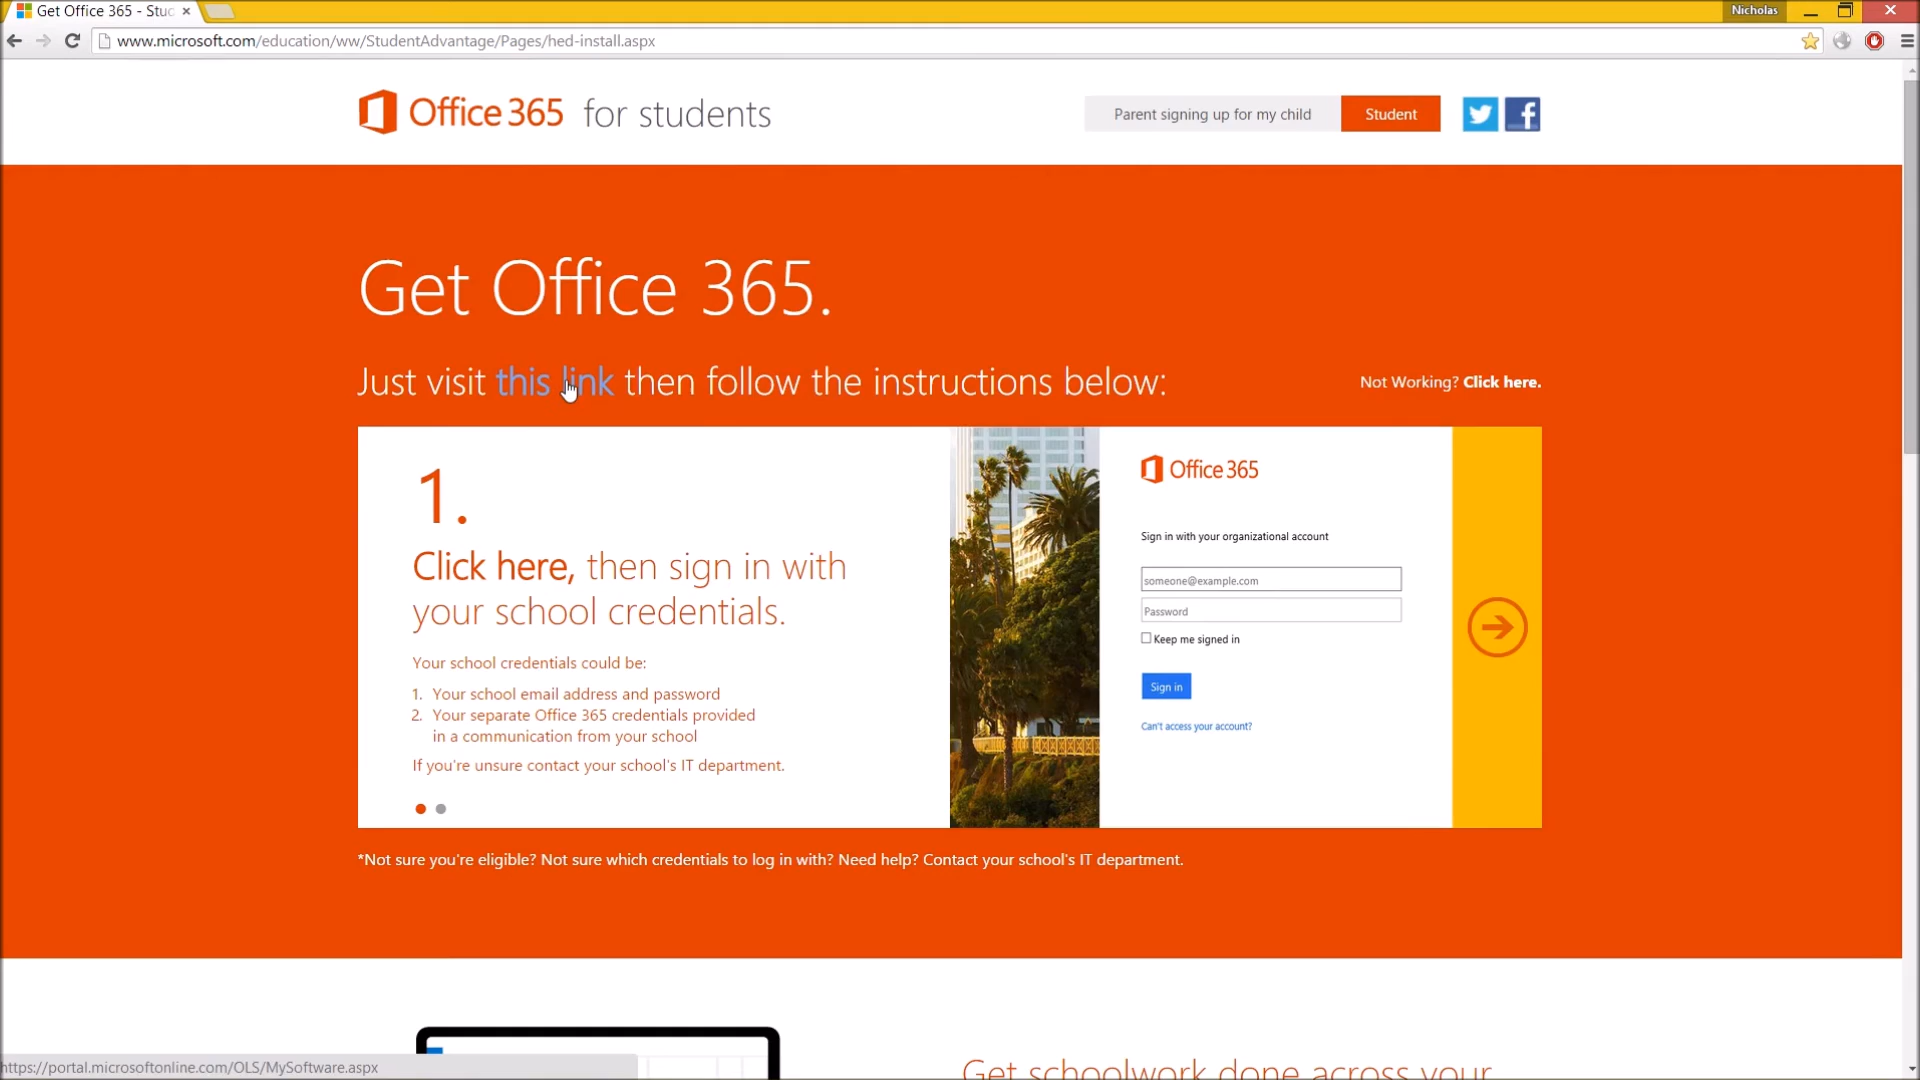 Get Office 365 - Stud
Nicholas
www.microsoft.com/education/ww/StudentAdvantage/Pages/hed-install.aspx
Office 365 for students
Parent signing up for my child
Student
Get Office 365.
Just visit this link then follow the instructions below:
Not Working? Click here.
1.
Click here, then sign in with
your school credentials.
Your school credentials could be:
1. Your school email address and password
2. Your separate Office 365 credentials provided
in a communication from your school
If you're unsure contact your school's IT department.
Office 365
Sign in with your organizational account
someone@example.com
Password
Keep me signed in
Sign in
Can't access your account?
*Not sure you're eligible? Not sure which credentials to log in with? Need help? Contact your school's IT department.
Get schoolwork done across your
https://portal.microsoftonline.com/OLS/MySoftware.aspx